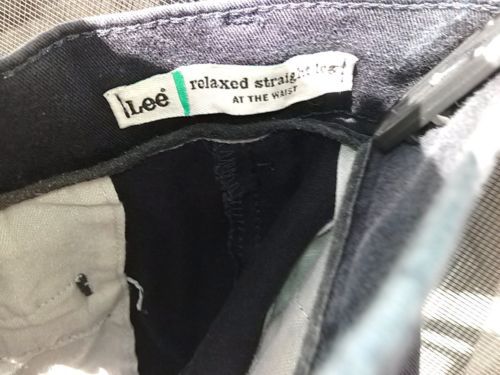 Lee®
relaxed straight leg
AT THE WAIST